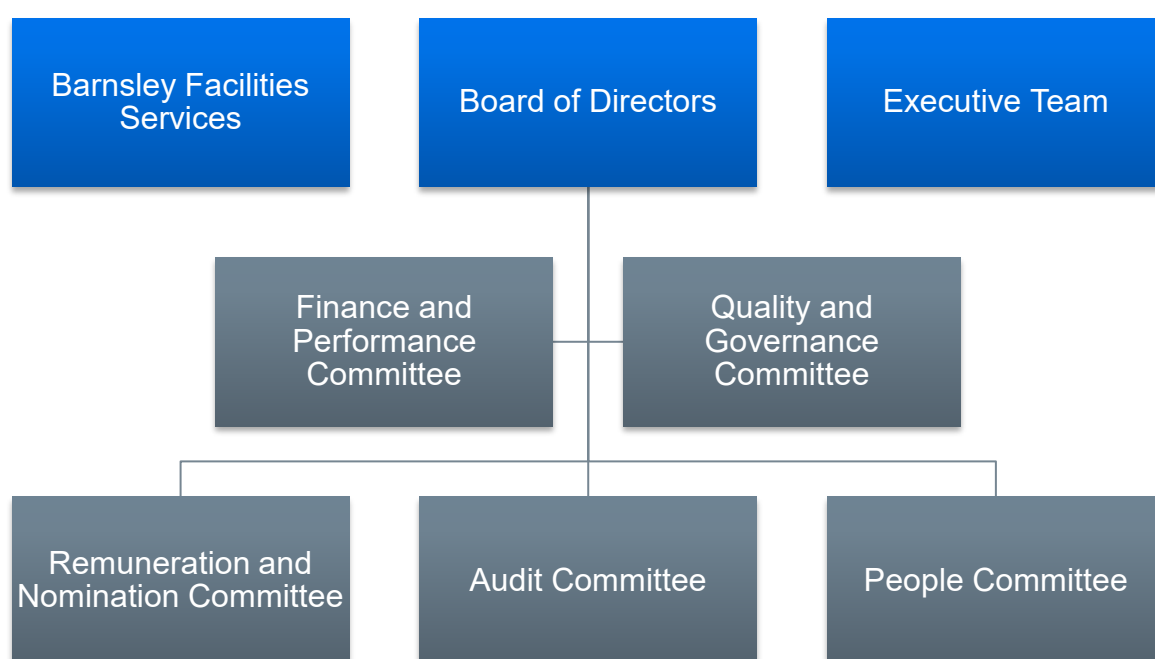 Barnsley Facilities
Services
Board of Directors
Executive Team
Finance and
Performance
Committee
Quality and
Governance
Committee
Remuneration and
Nomination Committee
Audit Committee
People Committee